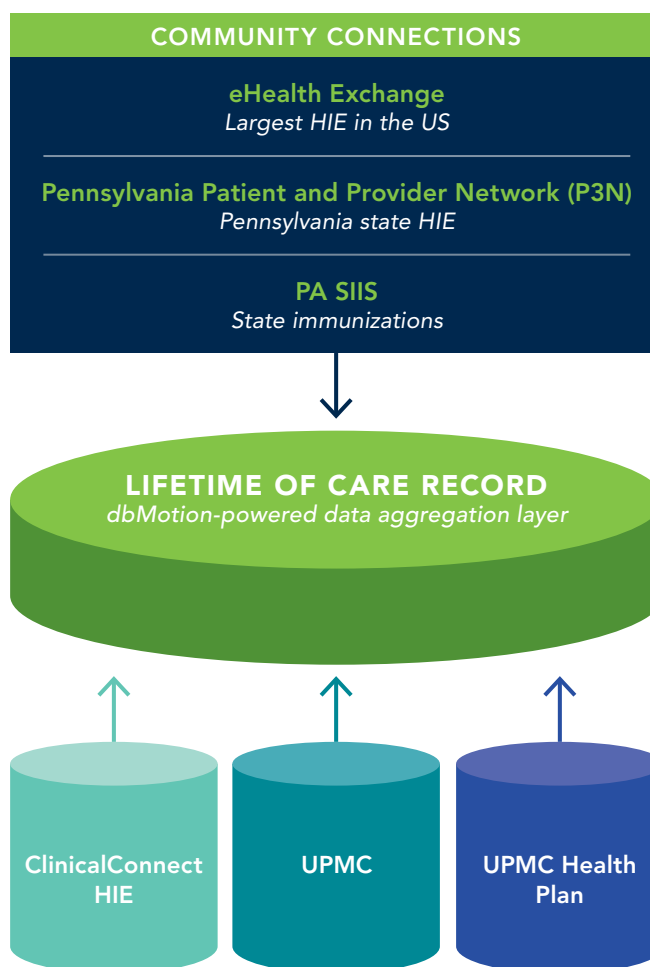 COMMUNITY CONNECTIONS
eHealth Exchange
Largest HIE in the US
Pennsylvania Patient and Provider Network (P3N)
Pennsylvania state HIE
PA SIIS
State immunizations
LIFETIME OF CARE RECORD
dbMotion-powered data aggregation layer
ClinicalConnect
HIE
UPMC
UPMC Health
Plan